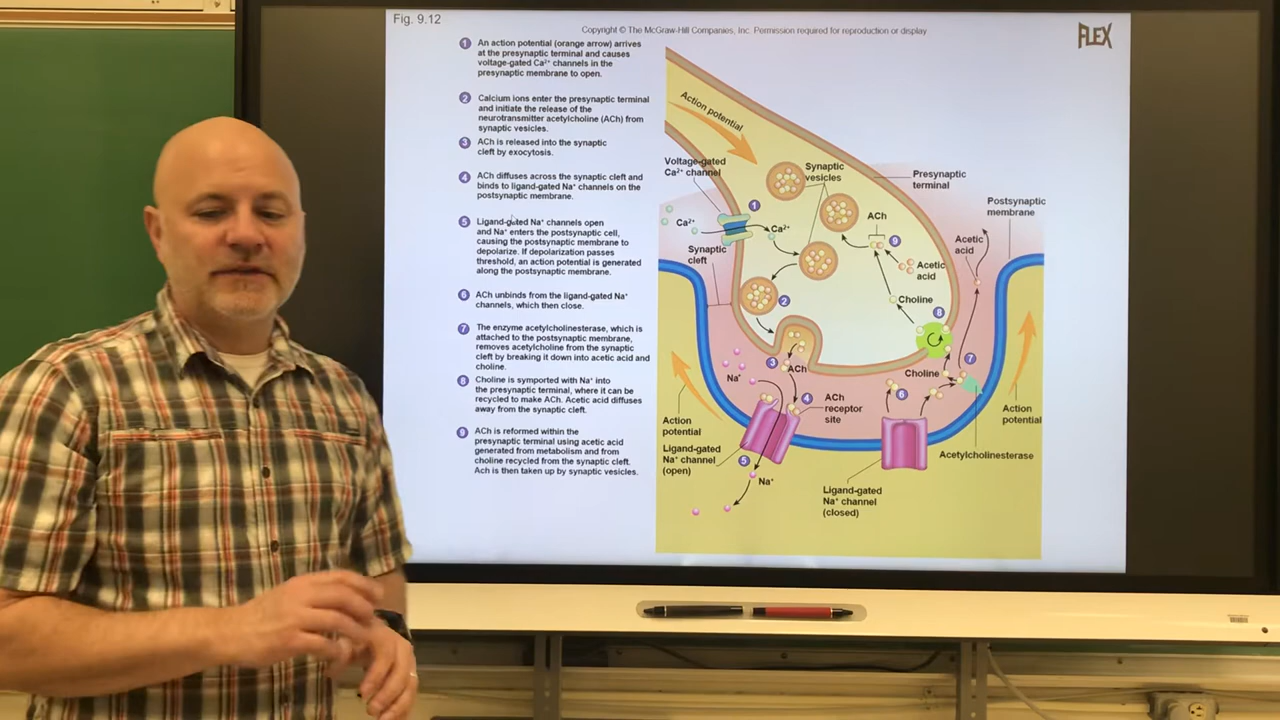 Fig. 9.12
Copyright © The McGraw-Hill Companies, Inc. Permission required for reproduction or display
FLEX
1 An action potential (orange arrow) arrives
at the presynaptic terminal and causes
voltage-gated Ca²⁺ channels in the
presynaptic membrane to open.
2 Calcium ions enter the presynaptic terminal
and initiate the release of the
neurotransmitter acetylcholine (ACh) from
synaptic vesicles.
3 ACh is released into the synaptic
cleft by exocytosis.
4 ACh diffuses across the synaptic cleft and
binds to ligand-gated Na⁺ channels on the
postsynaptic membrane.
5 Ligand-gated Na⁺ channels open
and Na⁺ enters the postsynaptic cell,
causing the postsynaptic membrane to
depolarize. If depolarization passes
threshold, an action potential is generated
along the postsynaptic membrane.
6 ACh unbinds from the ligand-gated Na⁺
channels, which then close.
7 The enzyme acetylcholinesterase, which is
attached to the postsynaptic membrane,
removes acetylcholine from the synaptic
cleft by breaking it down into acetic acid and
choline.
8 Choline is symported with Na⁺ into
the presynaptic terminal, where it can be
recycled to make ACh. Acetic acid diffuses
away from the synaptic cleft.
9 ACh is reformed within the
presynaptic terminal using acetic acid
generated from metabolism and from
choline recycled from the synaptic cleft.
Ach is then taken up by synaptic vesicles.
Action potential
Voltage-gated
Ca²⁺ channel
Synaptic
vesicles
Presynaptic
terminal
Postsynaptic
membrane
1
Ca²⁺
Ca²⁺
ACh
9
Acetic
acid
Synaptic
cleft
Acetic
acid
2
Choline
8
3
ACh
Na⁺
Choline
7
4
ACh
receptor
site
6
Action
potential
Action
potential
Ligand-gated
Na⁺ channel
(open)
5
Na⁺
Acetylcholinesterase
Ligand-gated
Na⁺ channel
(closed)